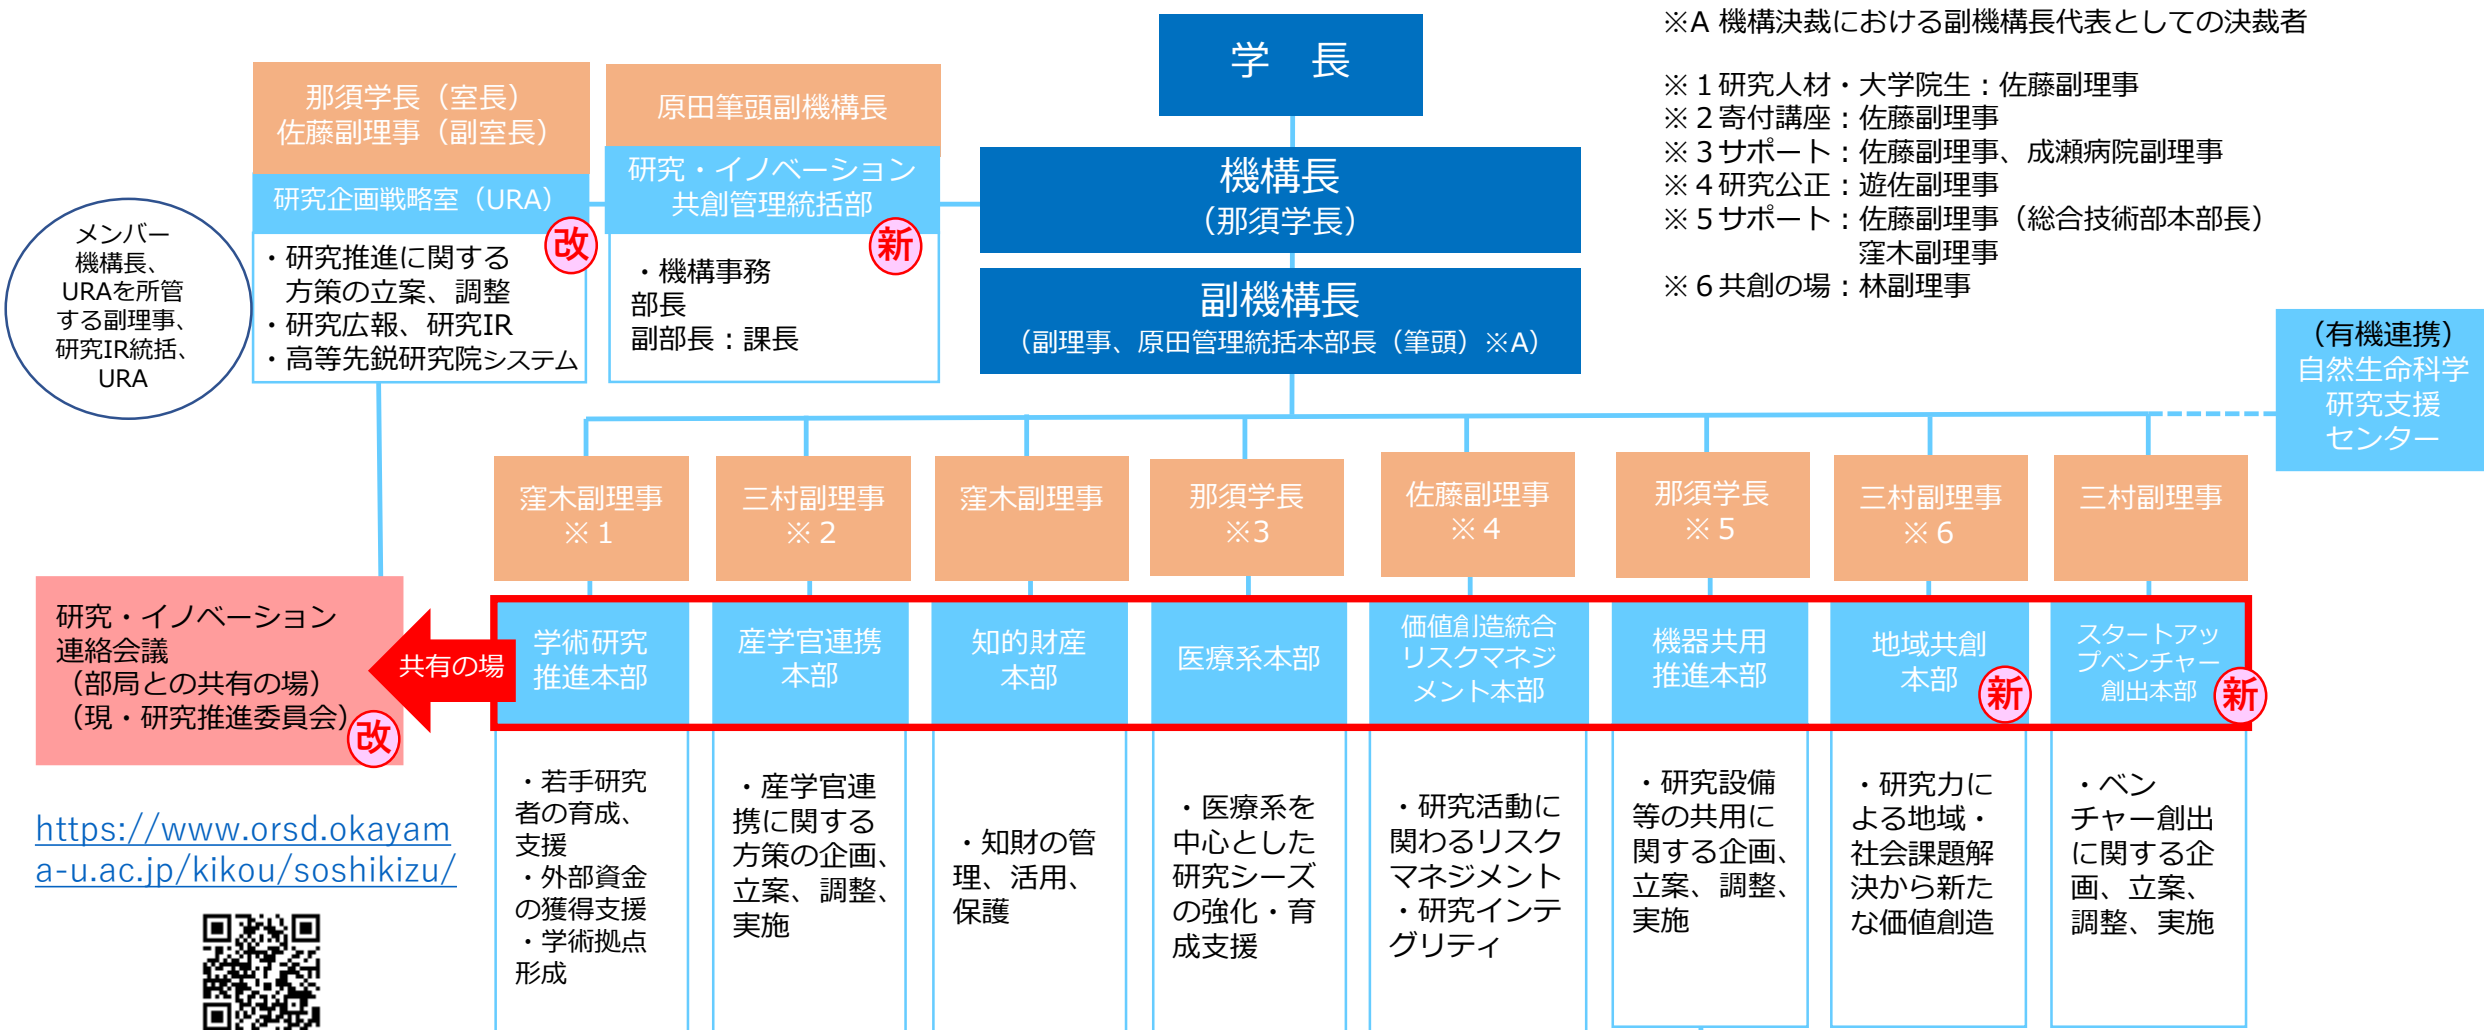 学　長
※A 機構決裁における副機構長代表としての決裁者
※１研究人材・大学院生：佐藤副理事
※２寄付講座：佐藤副理事
※３サポート：佐藤副理事、成瀬病院副理事
※４研究公正：遊佐副理事
※５サポート：佐藤副理事（総合技術部本部長）
窪木副理事
※６共創の場：林副理事
那須学長（室長）
佐藤副理事（副室長）
研究企画戦略室（URA）
改
・研究推進に関する
方策の立案、調整
・研究広報、研究IR
・高等先鋭研究院システム
原田筆頭副機構長
研究・イノベーション
共創管理統括部
新
・機構事務
部長
副部長：課長
機構長
（那須学長）
副機構長
（副理事、原田管理統括本部長（筆頭）※A）
メンバー
機構長、
URAを所管
する副理事、
研究IR統括、
URA
（有機連携）
自然生命科学
研究支援
センター
窪木副理事
※１
三村副理事
※２
窪木副理事
那須学長
※3
佐藤副理事
※４
那須学長
※５
三村副理事
※６
三村副理事
研究・イノベーション
連絡会議
（部局との共有の場）
（現・研究推進委員会）
改
共有の場
学術研究
推進本部
産学官連携
本部
知的財産
本部
医療系本部
価値創造統合
リスクマネジ
メント本部
機器共用
推進本部
地域共創
本部
新
スタートアッ
プベンチャー
創出本部
新
・若手研究
者の育成、
支援
・外部資金
の獲得支援
・学術拠点
形成
・産学官連
携に関する
方策の企画、
立案、調整、
実施
・知財の管
理、活用、
保護
・医療系を
中心とした
研究シーズ
の強化・育
成支援
・研究活動に
関わるリスク
マネジメント
・研究インテ
グリティ
・研究設備
等の共用に
関する企画、
立案、調整、
実施
・研究力に
よる地域・
社会課題解
決から新た
な価値創造
・ベン
チャー創出
に関する企
画、立案、
調整、実施
https://www.orsd.okayam
a-u.ac.jp/kikou/soshikizu/